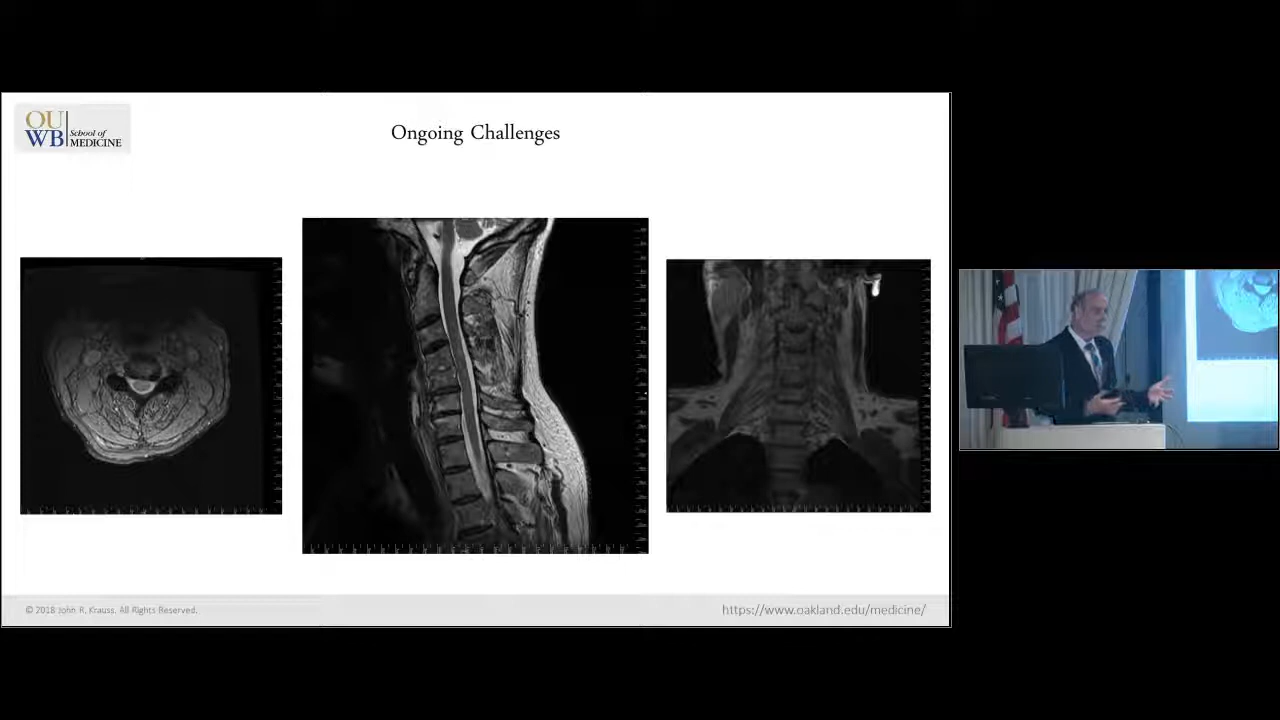 OU
WB
School of
MEDICINE
Ongoing Challenges
© 2018 John R. Krauss. All Rights Reserved.
https://www.oakland.edu/medicine/